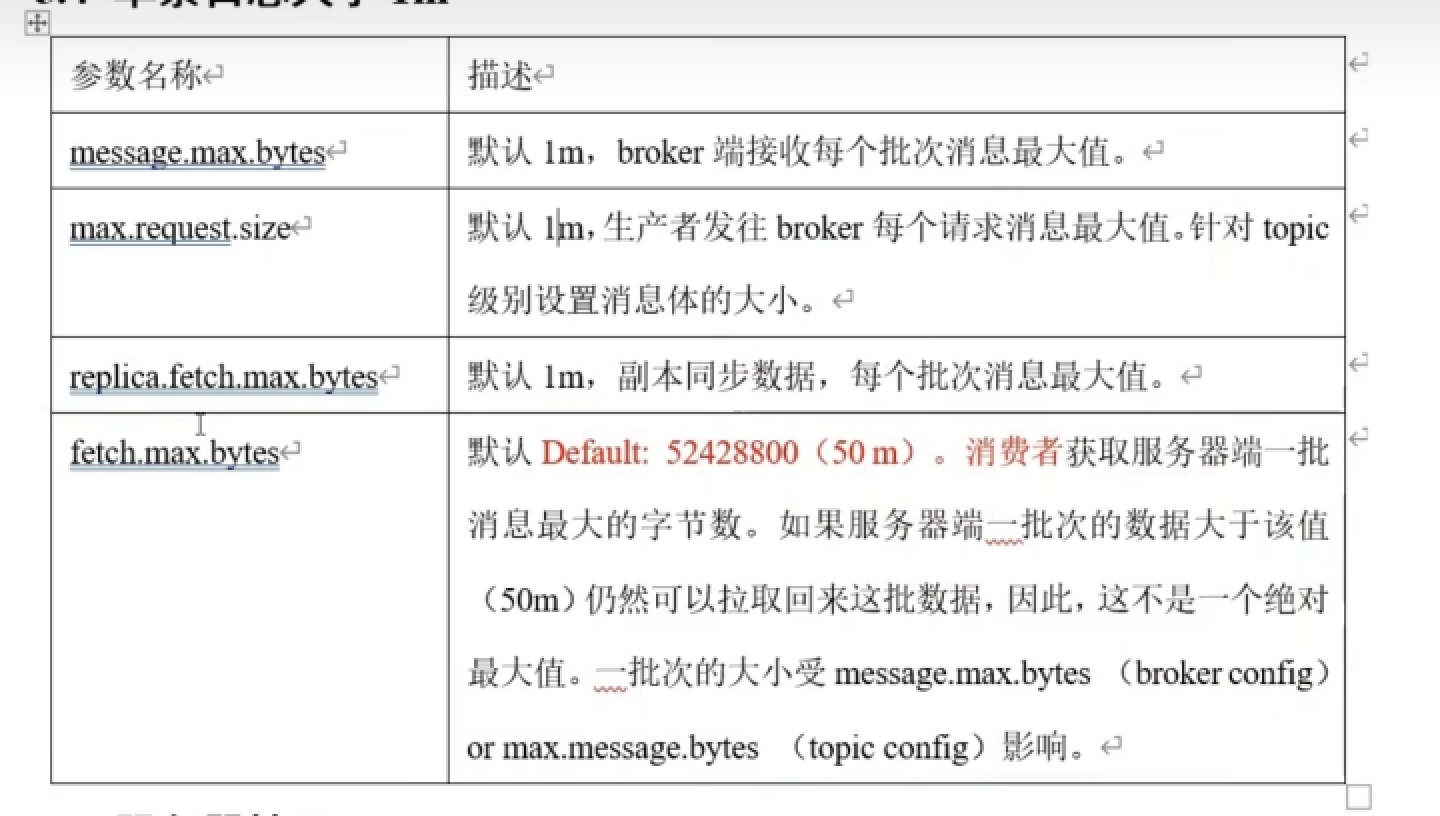 参数名称
描述
message.max.bytes
默认 1m，broker 端接收每个批次消息最大值。
max.request.size
默认 1m，生产者发往 broker 每个请求消息最大值。针对 topic
级别设置消息体的大小。
replica.fetch.max.bytes
默认 1m，副本同步数据，每个批次消息最大值。
fetch.max.bytes
默认 Default: 52428800（50 m）。消费者获取服务器端一批
消息最大的字节数。如果服务器端一批次的数据大于该值
（50m）仍然可以拉取回来这批数据，因此，这不是一个绝对
最大值。一批次的大小受 message.max.bytes （broker config）
or max.message.bytes （topic config）影响。